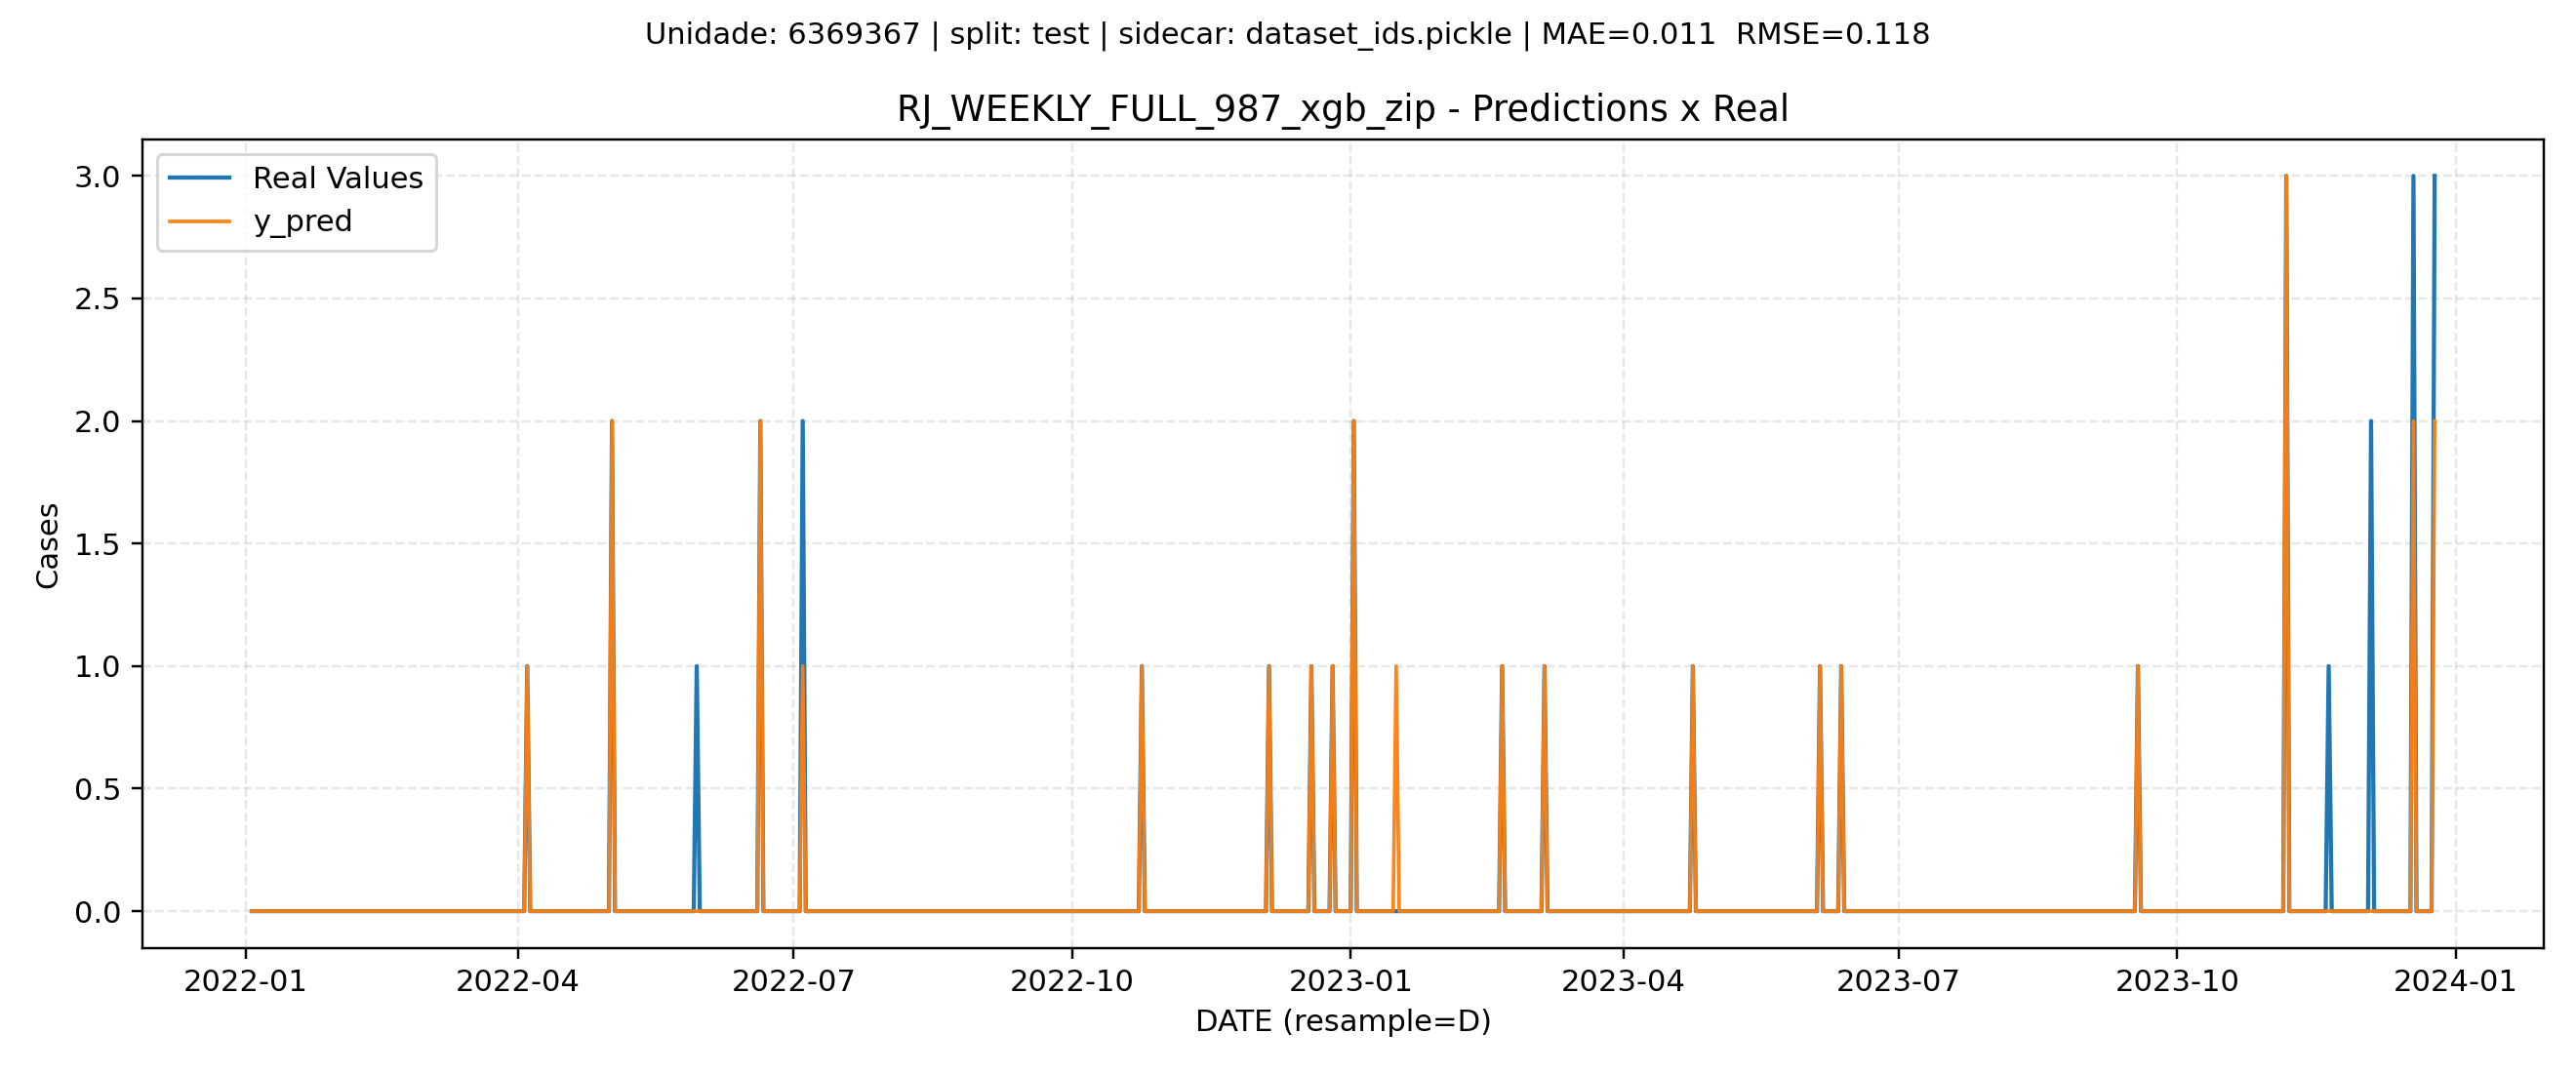 Unidade: 6369367 | split: test | sidecar: dataset_ids.pickle | MAE=0.011  RMSE=0.118
RJ_WEEKLY_FULL_987_xgb_zip - Predictions x Real
Real Values
y_pred
3.0
2.5
2.0
1.5
1.0
0.5
0.0
Cases
2022-01
2022-04
2022-07
2022-10
2023-01
2023-04
2023-07
2023-10
2024-01
DATE (resample=D)